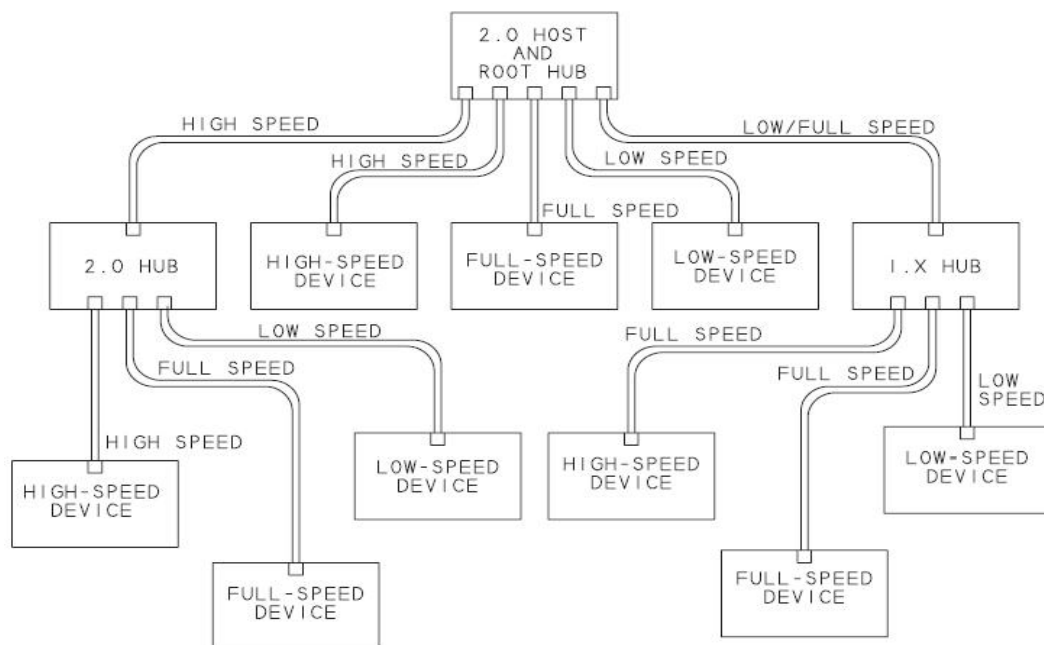 2.0 HOST
AND
ROOT HUB
HIGH SPEED
LOW/FULL SPEED
HIGH SPEED
LOW SPEED
FULL SPEED
2.0 HUB
HIGH-SPEED
DEVICE
FULL-SPEED
DEVICE
LOW-SPEED
DEVICE
1.X HUB
LOW SPEED
FULL SPEED
FULL SPEED
FULL SPEED
LOW
SPEED
HIGH SPEED
HIGH-SPEED
DEVICE
LOW-SPEED
DEVICE
HIGH-SPEED
DEVICE
LOW-SPEED
DEVICE
FULL-SPEED
DEVICE
FULL-SPEED
DEVICE